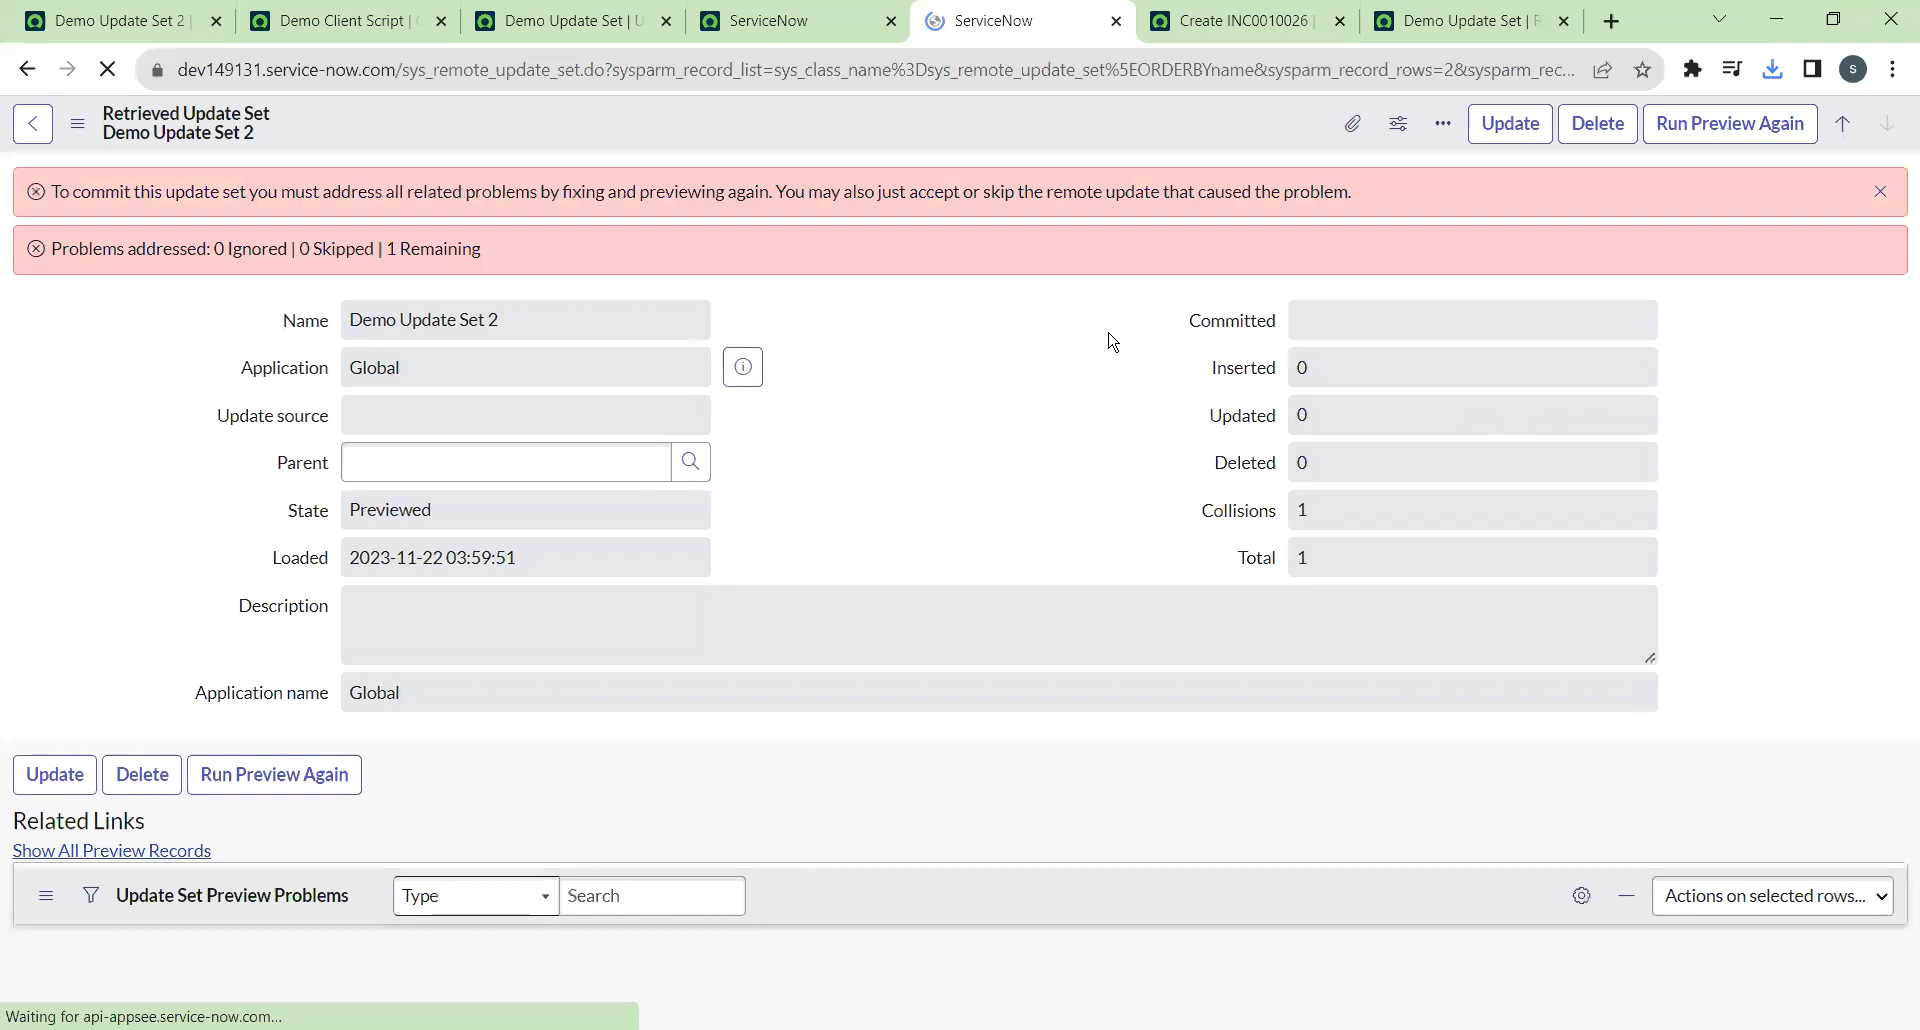 Demo Update Set 2
Demo Client Script |
Demo Update Set | U
ServiceNow
ServiceNow
Create INC0010026
Demo Update Set | R
dev149131.service-now.com/sys_remote_update_set.do?sysparm_record_list=sys_class_name%3Dsys_remote_update_set%5EORDERBYname&sysparm_record_rows=2&sysparm_rec...
S
Retrieved Update Set
Demo Update Set 2
Update
Delete
Run Preview Again
To commit this update set you must address all related problems by fixing and previewing again. You may also just accept or skip the remote update that caused the problem.
Problems addressed: 0 Ignored | 0 Skipped | 1 Remaining
Name
Demo Update Set 2
Application
Global
Update source
Parent
State
Previewed
Loaded
2023-11-22 03:59:51
Committed
Inserted
0
Updated
0
Deleted
0
Collisions
1
Total
1
Description
Application name
Global
Update
Delete
Run Preview Again
Related Links
Show All Preview Records
Update Set Preview Problems
Type
Search
Actions on selected rows...
Waiting for api-appsee.service-now.com...